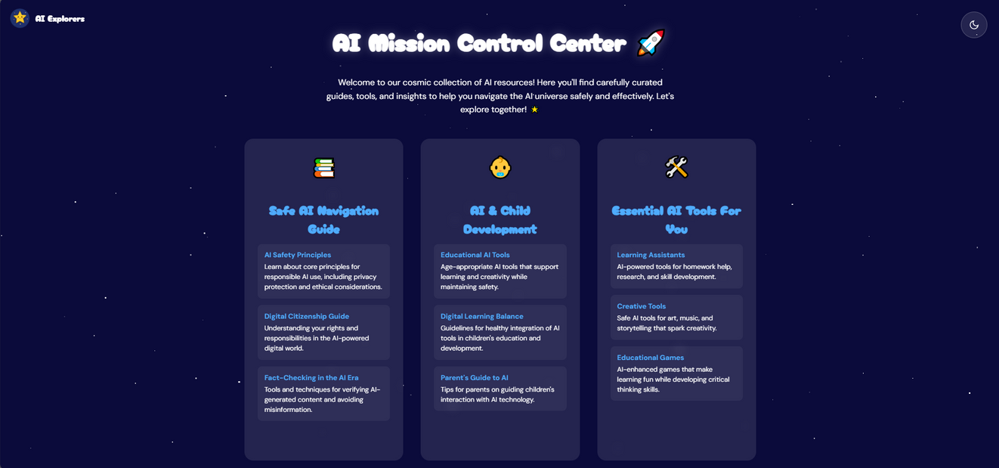 AI Explorers
AI Mission Control Center
Welcome to our cosmic collection of AI resources! Here you'll find carefully curated
guides, tools, and insights to help you navigate the AI universe safely and effectively. Let's
explore together!
Safe AI Navigation
Guide
AI Safety Principles
Learn about core principles for
responsible AI use, including privacy
protection and ethical considerations.
Digital Citizenship Guide
Understanding your rights and
responsibilities in the AI-powered
digital world.
Fact-Checking in the AI Era
Tools and techniques for verifying AI-
generated content and avoiding
misinformation.
AI & Child
Development
Educational AI Tools
Age-appropriate AI tools that support
learning and creativity while
maintaining safety.
Digital Learning Balance
Guidelines for healthy integration of AI
tools in children's education and
development.
Parent's Guide to AI
Tips for parents on guiding children's
interaction with AI technology.
Essential AI Tools For
You
Learning Assistants
AI-powered tools for homework help,
research, and skill development.
Creative Tools
Safe AI tools for art, music, and
storytelling that spark creativity.
Educational Games
AI-enhanced games that make
learning fun while developing critical
thinking skills.